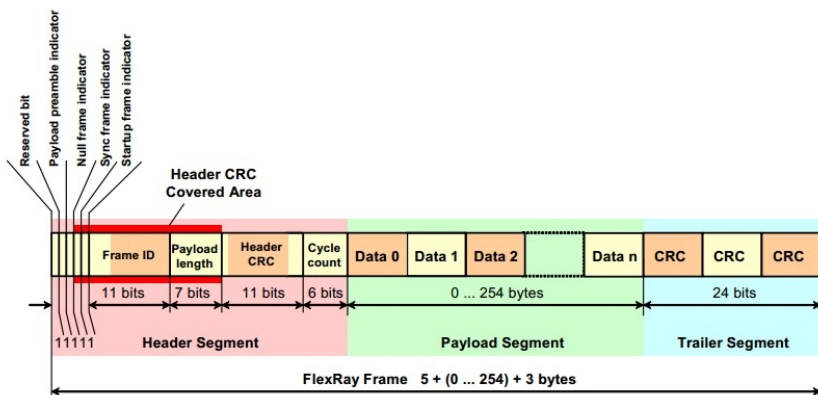 Reserved bit
Payload preamble indicator
Null frame indicator
Sync frame indicator
Startup frame indicator
Header CRC
Covered Area
Frame ID
Payload
length
Header
CRC
Cycle
count
Data 0
Data 1
Data 2
Data n
CRC
CRC
CRC
11 bits
7 bits
11 bits
6 bits
0 ... 254 bytes
24 bits
11111
Header Segment
Payload Segment
Trailer Segment
FlexRay Frame 5 + (0 ... 254) + 3 bytes